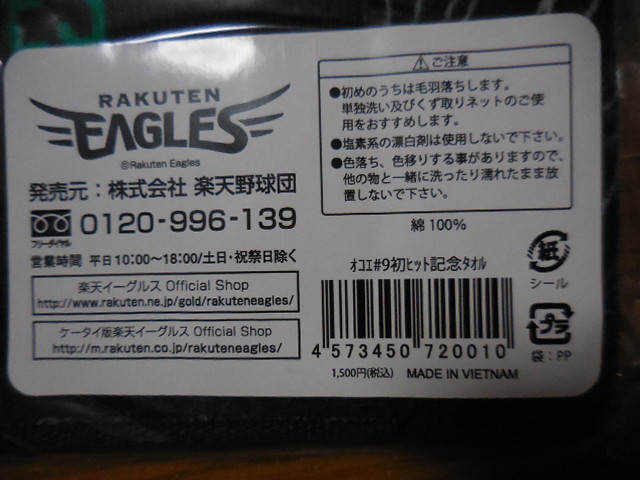 RAKUTEN
EAGLES
©Rakuten Eagles
発売元：株式会社 楽天野球団
フリーダイヤル
0120-996-139
営業時間 平日10:00～18:00/土日・祝祭日除く
楽天イーグルス Official Shop
http://www.rakuten.ne.jp/gold/rakuteneagles/
ケータイ版楽天イーグルス Official Shop
http://m.rakuten.co.jp/rakuteneagles/
⚠ご注意
●初めのうちは毛羽落ちします。
単独洗い及びくず取りネットのご使
用をおすすめします。
●塩素系の漂白剤は使用しないで下さい。
●色落ち、色移りする事がありますので、
他の物と一緒に洗ったり濡れたまま放
置しないで下さい。
綿100%
オコエ#9初ヒット記念タオル
4 573450 720010
1,500円(税込) MADE IN VIETNAM
紙
シール
プラ
袋：PP